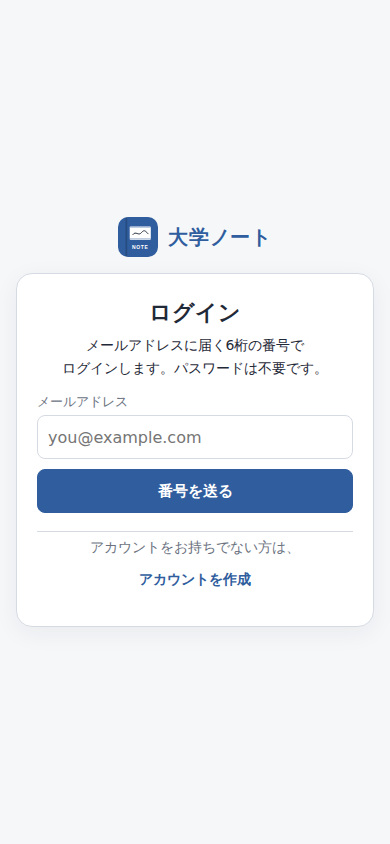 NOTE
大学ノート
ログイン
メールアドレスに届く6桁の番号で
ログインします。パスワードは不要です。
メールアドレス
you@example.com
番号を送る
アカウントをお持ちでない方は、
アカウントを作成